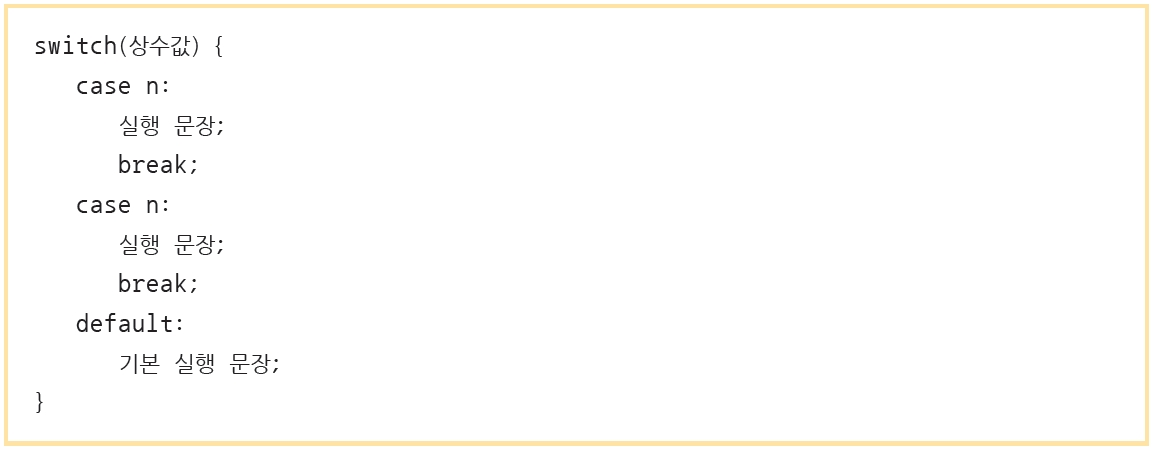 switch(상수값) {
case n:
실행 문장;
break;
case n:
실행 문장;
break;
default:
기본 실행 문장;
}